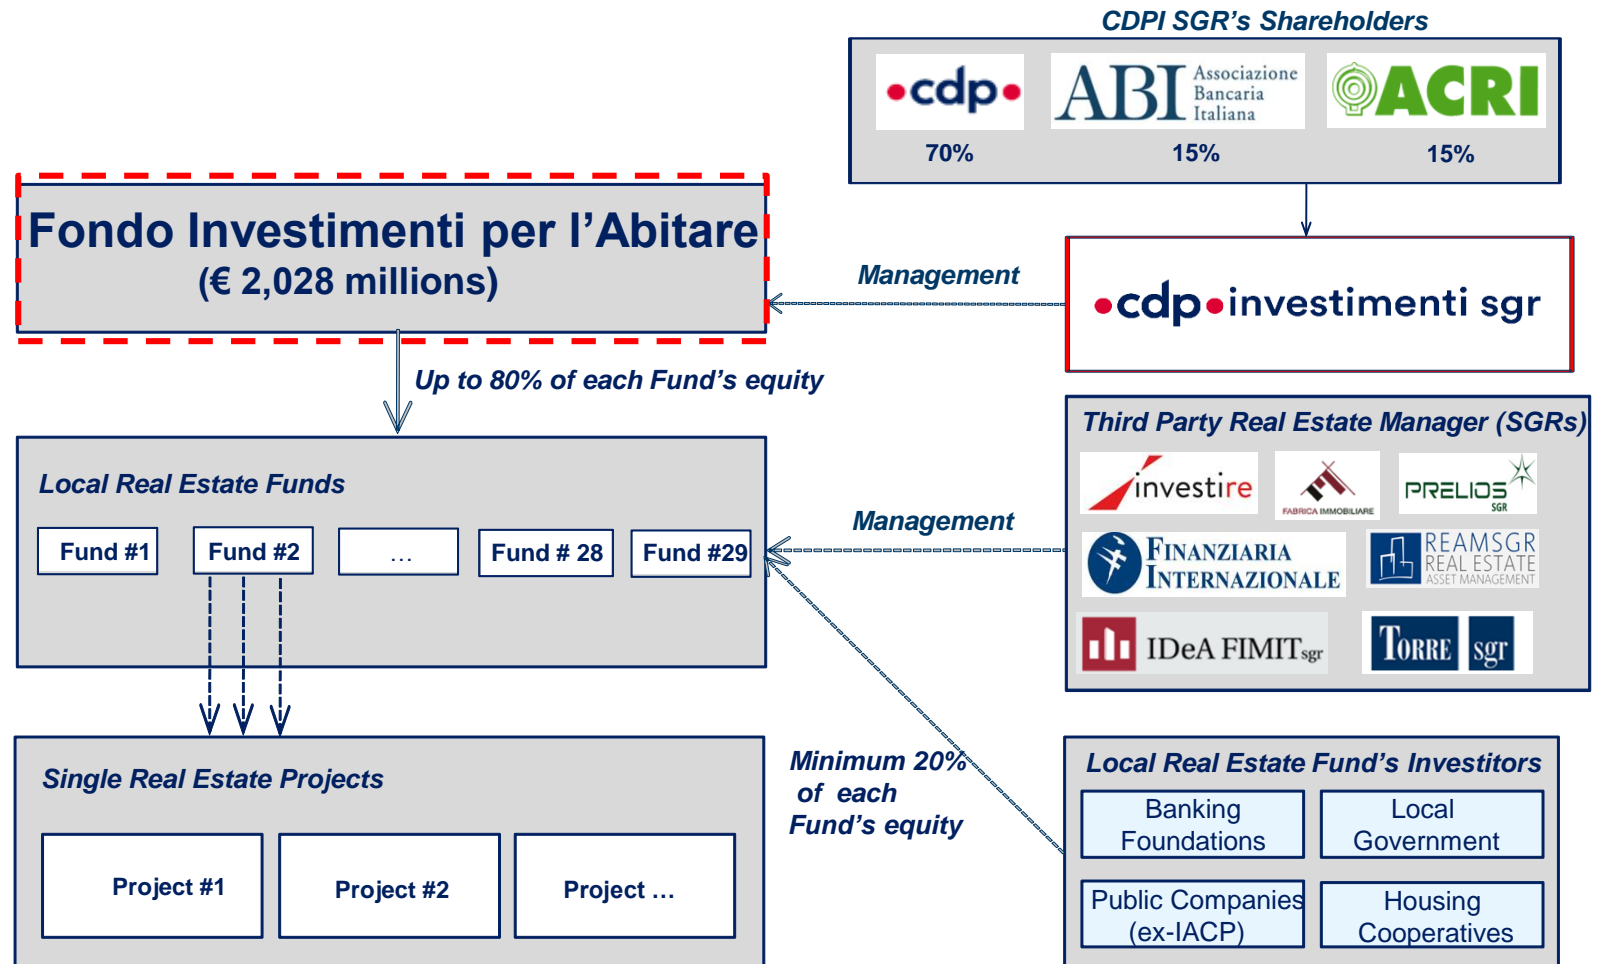 CDPI SGR's Shareholders
cdp
ABI Associazione
Bancaria
Italiana
ACRI
70%
15%
15%
Fondo Investimenti per l'Abitare
(€ 2,028 millions)
Management
cdp investimenti sgr
Up to 80% of each Fund's equity
Third Party Real Estate Manager (SGRs)
investire
FABRICA IMMOBILIARE
PRELIOS
SGR
FINANZIARIA
INTERNAZIONALE
REAMSGR
REAL ESTATE
ASSET MANAGEMENT
IDeA FIMIT sgr
TORRE sgr
Local Real Estate Funds
Fund #1
Fund #2
...
Fund # 28
Fund #29
Management
Minimum 20%
of each
Fund's equity
Single Real Estate Projects
Project #1
Project #2
Project ...
Local Real Estate Fund's Investitors
Banking
Foundations
Local
Government
Public Companies
(ex-IACP)
Housing
Cooperatives